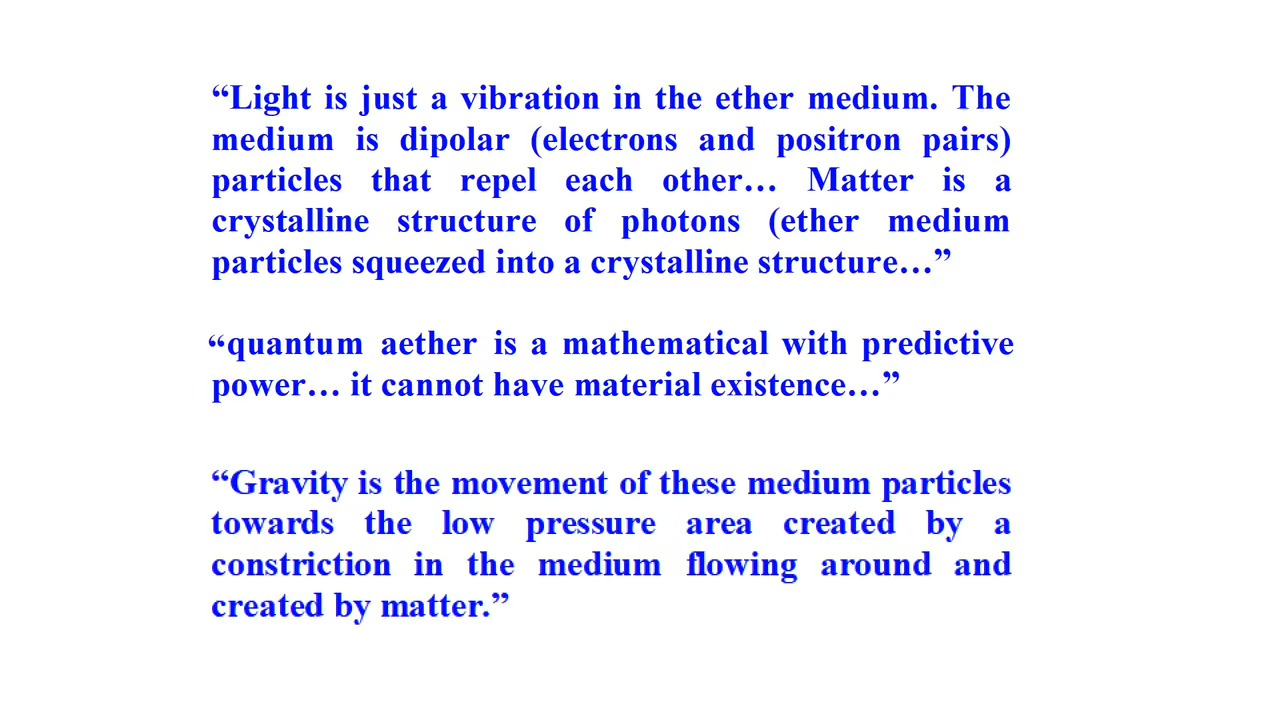 “Light is just a vibration in the ether medium. The
medium is dipolar (electrons and positron pairs)
particles that repel each other… Matter is a
crystalline structure of photons (ether medium
particles squeezed into a crystalline structure…”
“quantum aether is a mathematical with predictive
power… it cannot have material existence…”
“Gravity is the movement of these medium particles
towards the low pressure area created by a
constriction in the medium flowing around and
created by matter.”